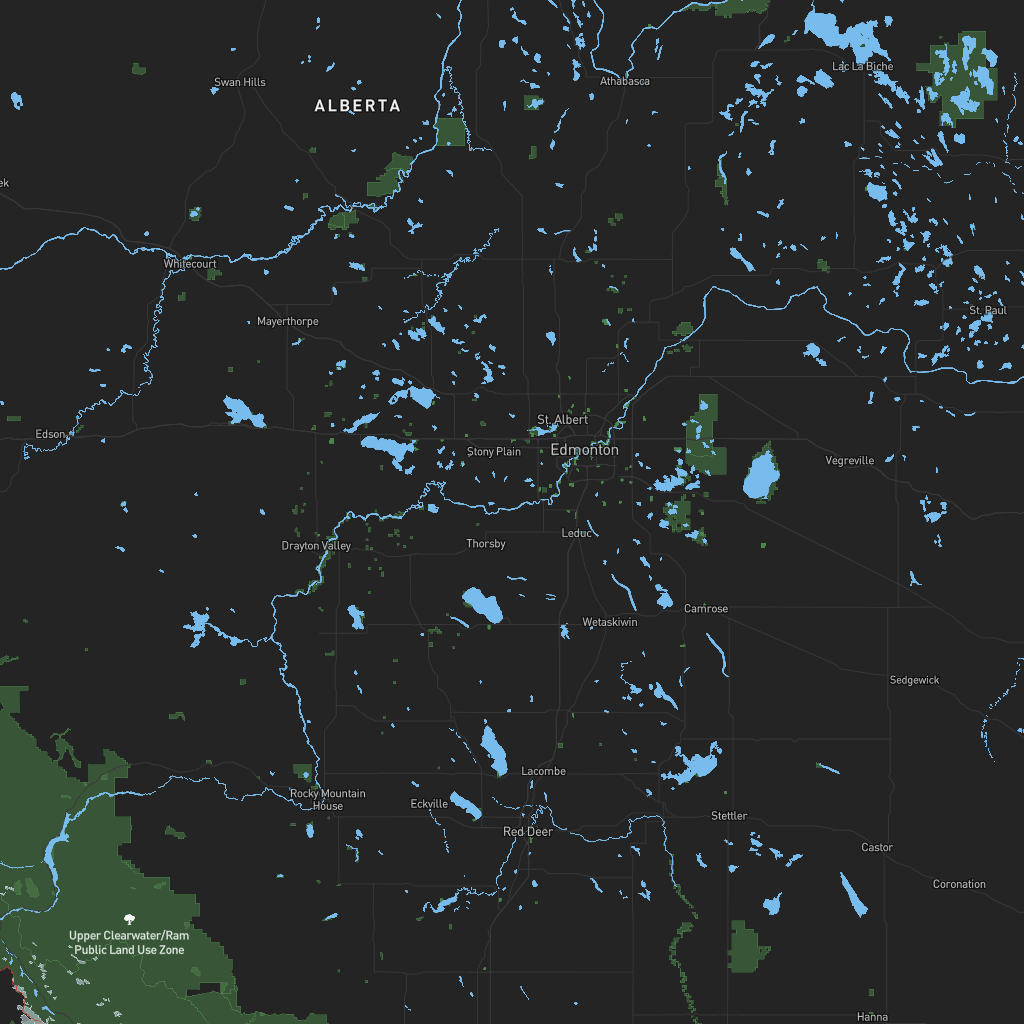 Lac La Biche
Swan Hills
Athabasca
ALBERTA
ek
Whitecourt
St. Paul
Mayerthorpe
St. Albert
Edson
Stony Plain
Edmonton
Vegreville
Leduc
Drayton Valley
Thorsby
Camrose
Wetaskiwin
Sedgewick
Lacombe
Rocky Mountain
House
Eckville
Stettler
Red Deer
Castor
Coronation
Upper Clearwater/Ram
Public Land Use Zone
Hanna